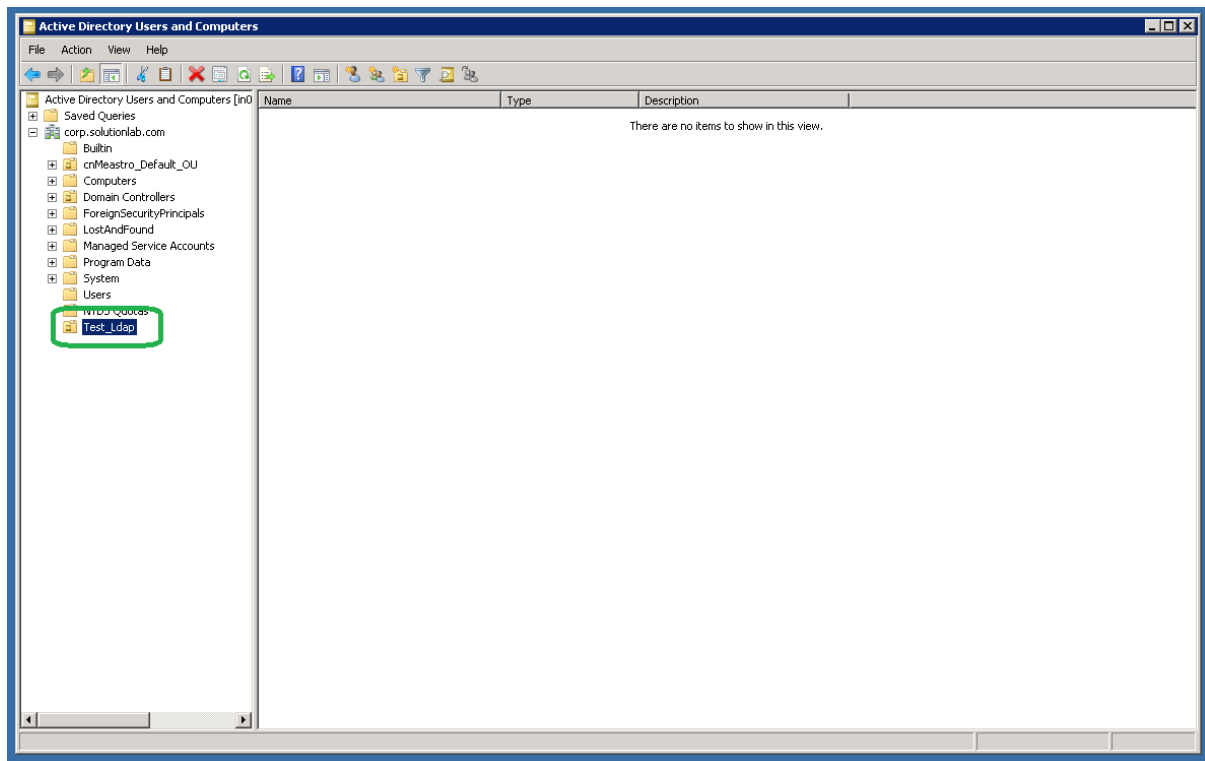 Active Directory Users and Computers
File Action View Help
Active Directory Users and Computers [in0
Name Type Description
Saved Queries
There are no items to show in this view.
corp.solutionlab.com
Builtin
cnMeastro_Default_OU
Computers
Domain Controllers
ForeignSecurityPrincipals
LostAndFound
Managed Service Accounts
Program Data
System
Users
NTDS Quotas
Test_Ldap